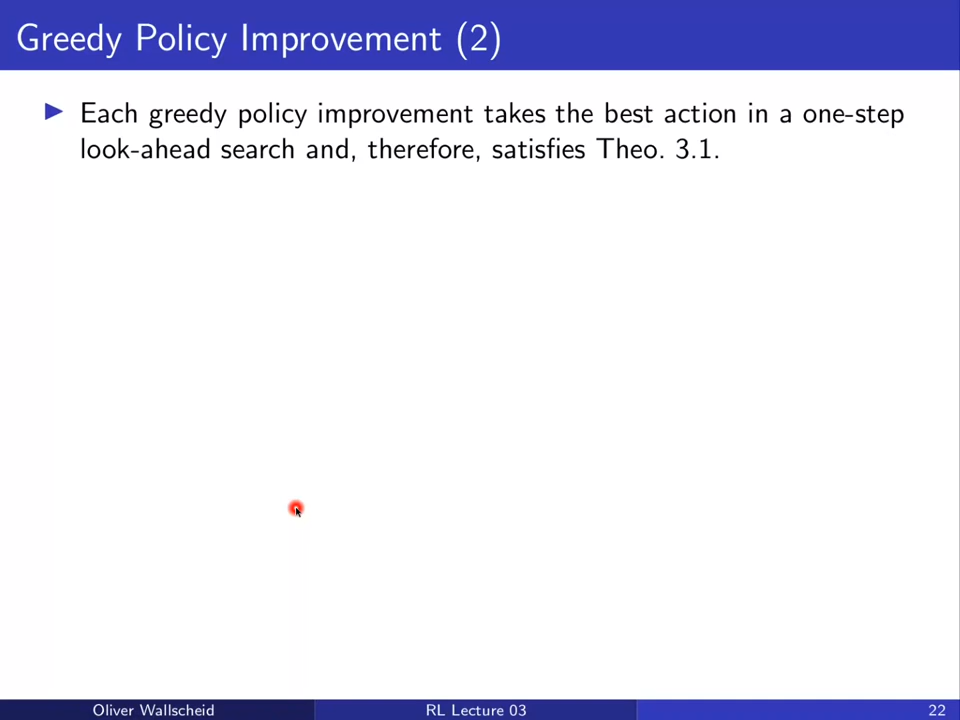 Greedy Policy Improvement (2)
Each greedy policy improvement takes the best action in a one-step
look-ahead search and, therefore, satisfies Theo. 3.1.
Oliver Wallscheid
RL Lecture 03
22